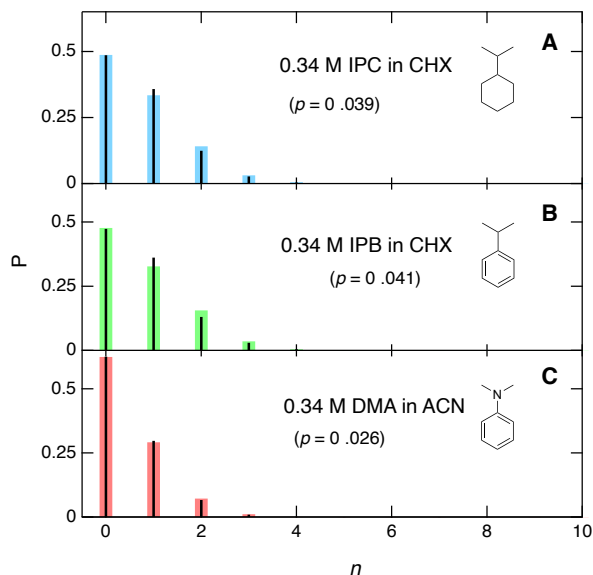 A
0.34 M IPC in CHX
(p = 0 .039)
0.5
0.25
0
B
0.34 M IPB in CHX
(p = 0 .041)
0.5
0.25
0
P
C
N
0.34 M DMA in ACN
(p = 0 .026)
0.5
0.25
0
0 2 4 6 8 10
n